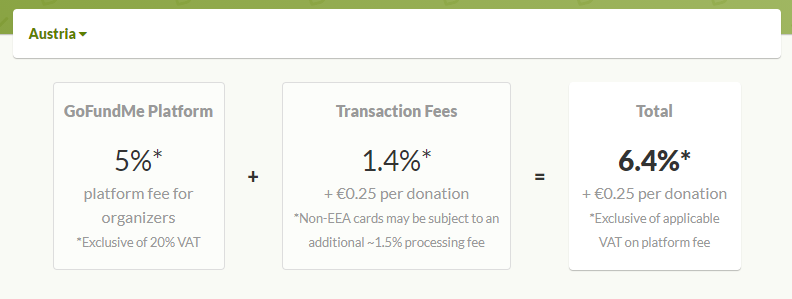 Austria
GoFundMe Platform
5%*
platform fee for
organizers
*Exclusive of 20% VAT
+
Transaction Fees
1.4%*
+ €0.25 per donation
*Non-EEA cards may be subject to an
additional ~1.5% processing fee
=
Total
6.4%*
+ €0.25 per donation
*Exclusive of applicable
VAT on platform fee